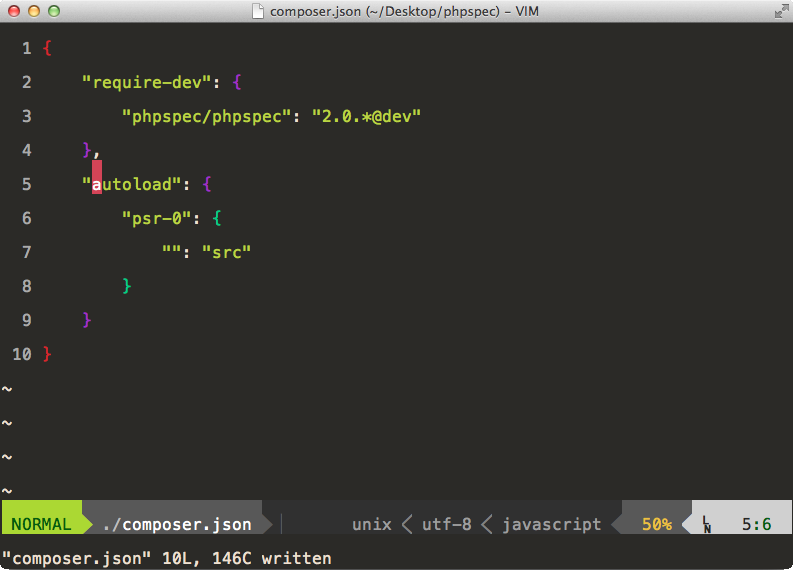 composer.json (~/Desktop/phpspec) – VIM
1 {
2     "require-dev": {
3         "phpspec/phpspec": "2.0.*@dev"
4     },
5     "autoload": {
6         "psr-0": {
7             "": "src"
8         }
9     }
10 }
~
~
~
~
NORMAL ./composer.json unix utf-8 javascript 50% LN 5:6
"composer.json" 10L, 146C written